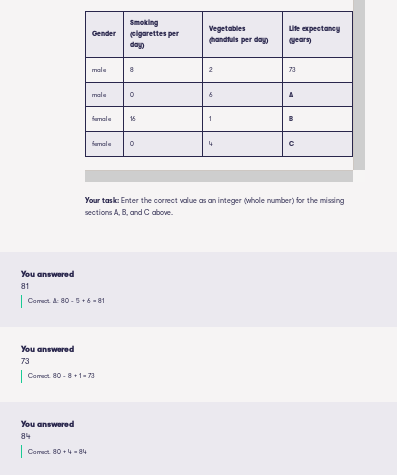 Gender Smoking (cigarettes per day) Vegetables (handfuls per day) Life expectancy (years)
male 8 2 73
male 0 6 A
female 16 1 B
female 0 4 C
Your task: Enter the correct value as an integer (whole number) for the missing
sections A, B, and C above.
You answered
81
Correct. A: 80 - 5 + 6 = 81
You answered
73
Correct. 80 - 8 + 1 = 73
You answered
84
Correct. 80 + 4 = 84